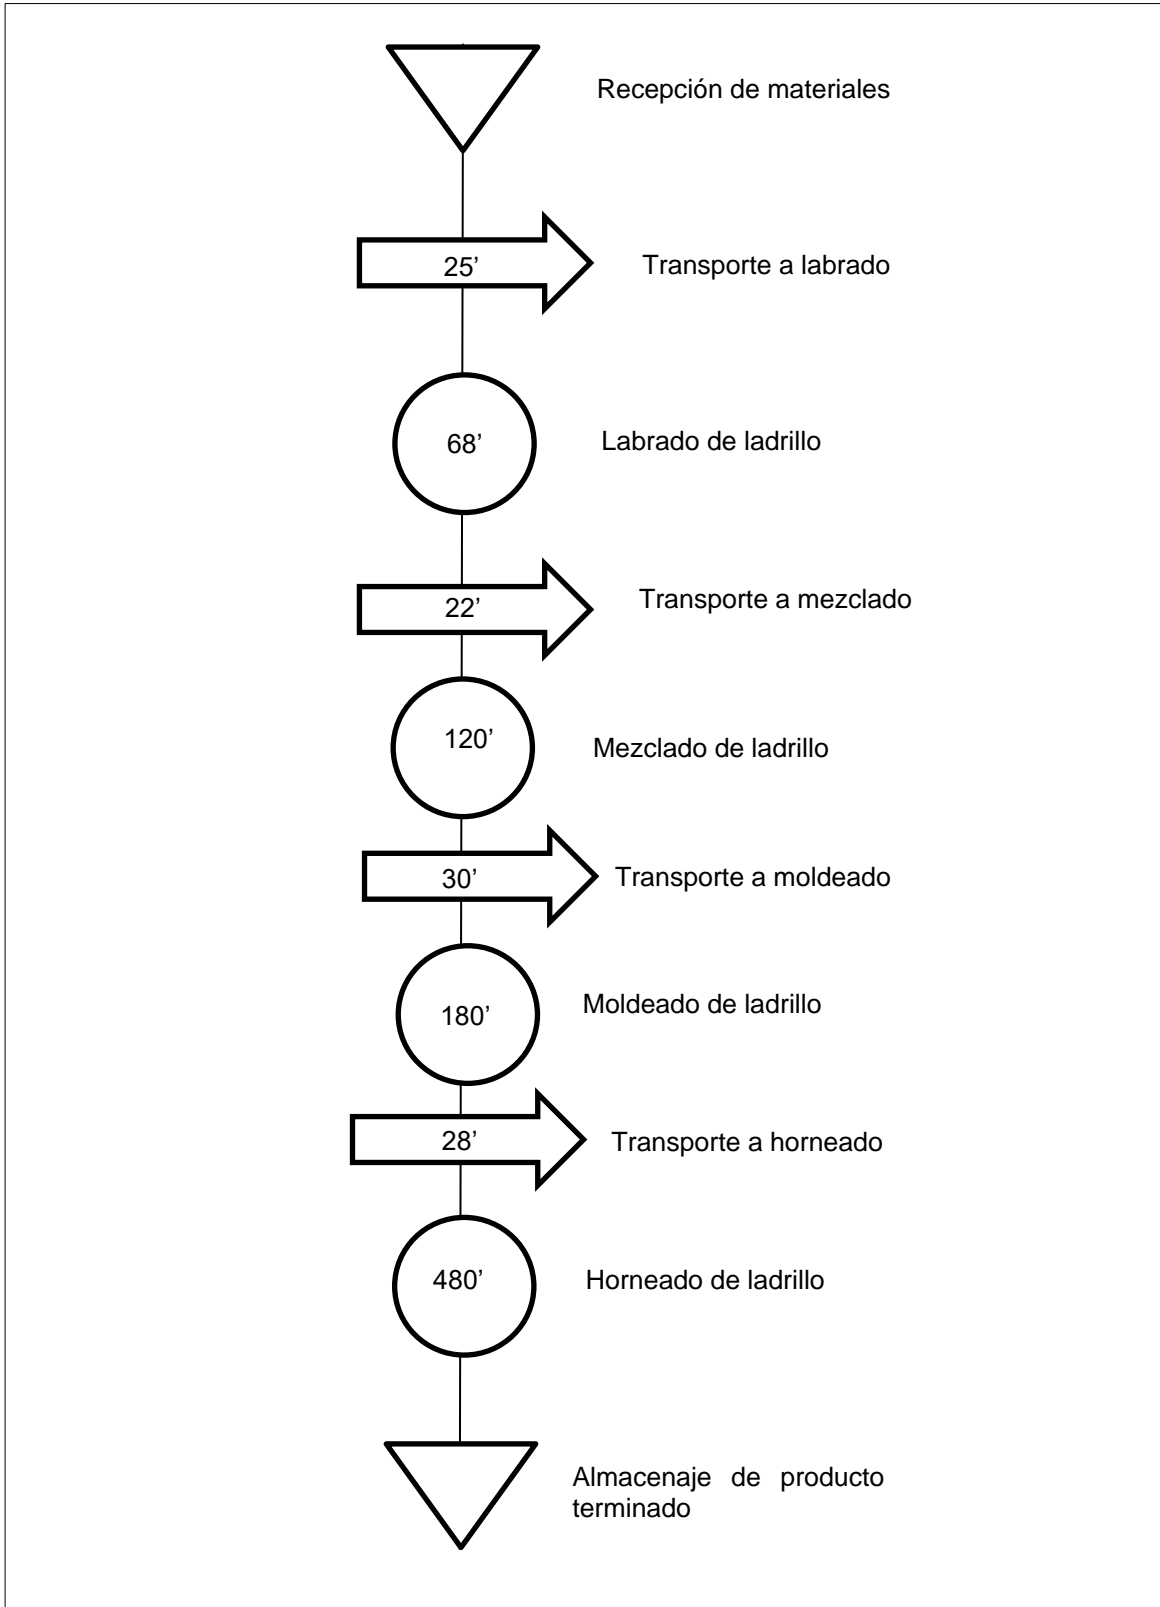 Recepción de materiales
25’
Transporte a labrado
68’
Labrado de ladrillo
22’
Transporte a mezclado
120’
Mezclado de ladrillo
30’
Transporte a moldeado
180’
Moldeado de ladrillo
28’
Transporte a horneado
480’
Horneado de ladrillo
Almacenaje de producto
terminado